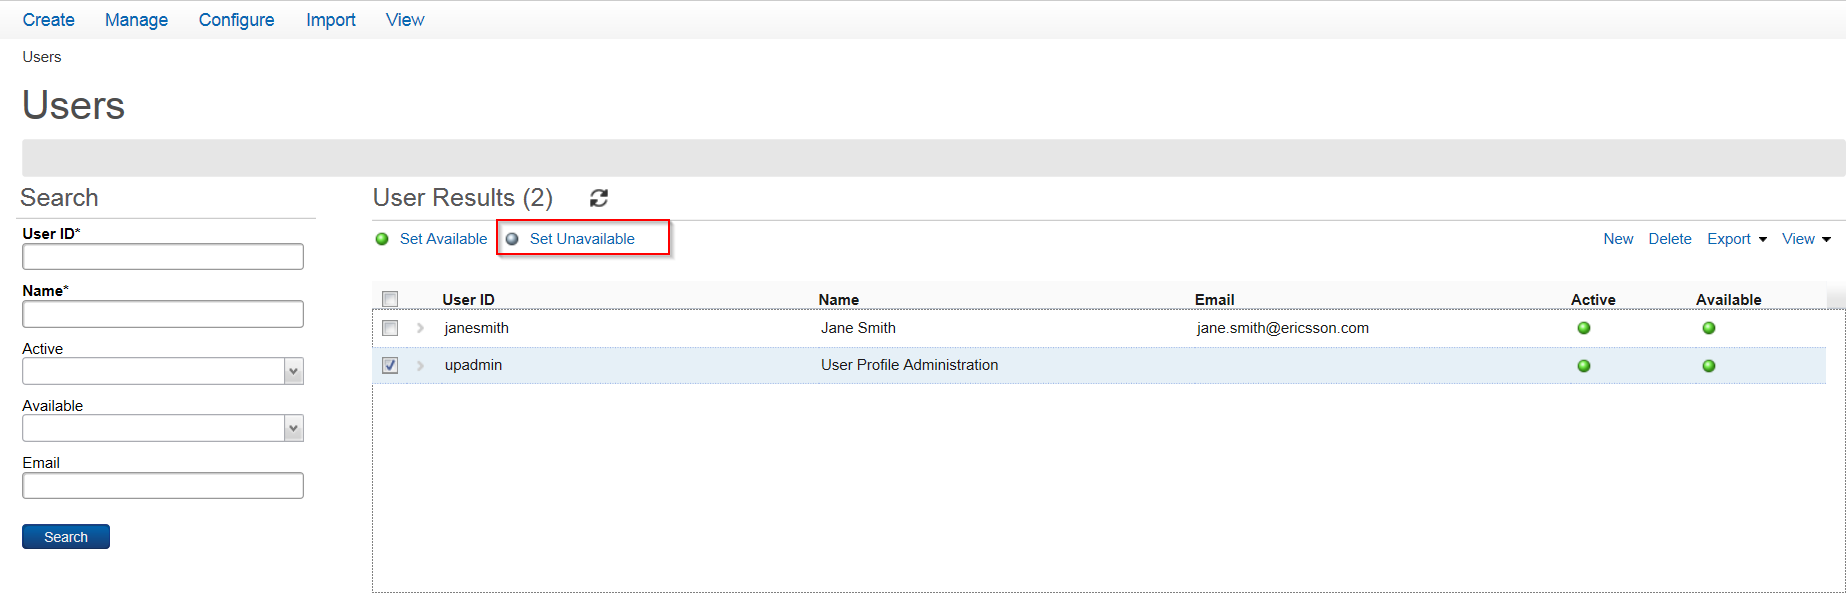 Create Manage Configure Import View
Users
Users
Search
User ID*
Name*
Active
Available
Email
Search
User Results (2)
Set Available Set Unavailable New Delete Export View
User ID Name Email Active Available
janesmith Jane Smith jane.smith@ericsson.com
upadmin User Profile Administration